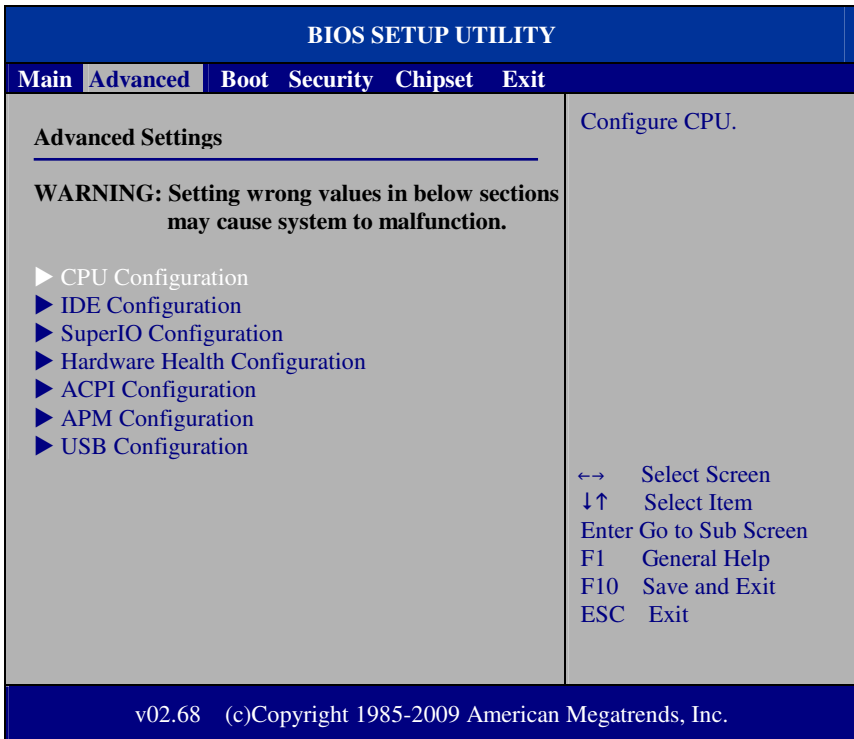 BIOS SETUP UTILITY
Main Advanced Boot Security Chipset Exit
Advanced Settings
WARNING: Setting wrong values in below sections
may cause system to malfunction.
▶ CPU Configuration
▶ IDE Configuration
▶ SuperIO Configuration
▶ Hardware Health Configuration
▶ ACPI Configuration
▶ APM Configuration
▶ USB Configuration
Configure CPU.
←→ Select Screen
↓↑ Select Item
Enter Go to Sub Screen
F1 General Help
F10 Save and Exit
ESC Exit
v02.68 (c)Copyright 1985-2009 American Megatrends, Inc.